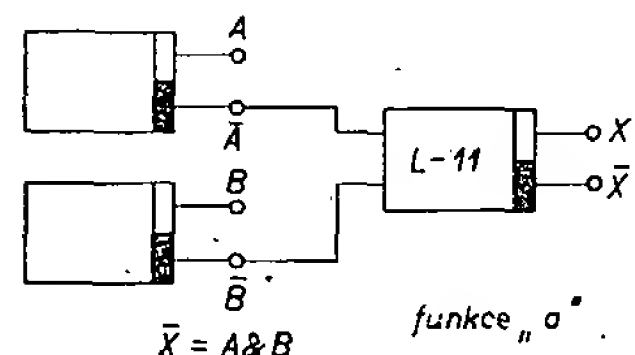 A
Ā
B
B̄
L-11
X
X̄
X̄ = A & B
funkce „a"